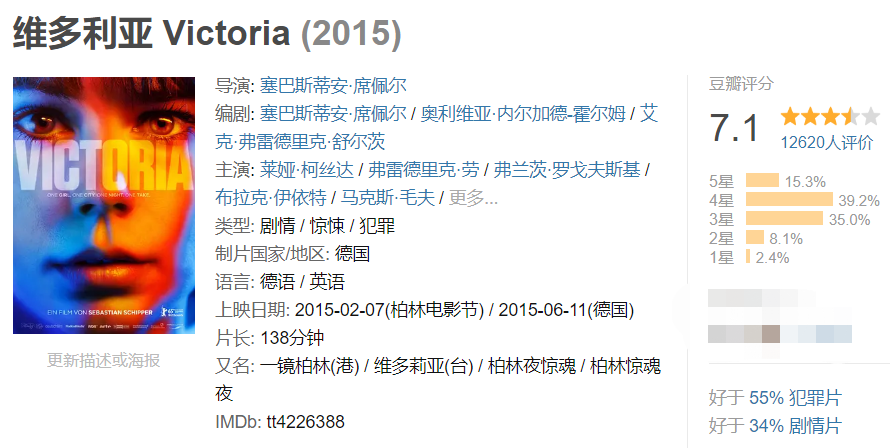 维多利亚 Victoria (2015)
VICTORIA
ONE GIRL. ONE CITY. ONE NIGHT. ONE TAKE.
EIN FILM VON SEBASTIAN SCHIPPER
更新描述或海报
导演: 塞巴斯蒂安·席佩尔
编剧: 塞巴斯蒂安·席佩尔 / 奥利维亚·内尔加德-霍尔姆 / 艾
克·弗雷德里克·舒尔茨
主演: 莱娅·柯丝达 / 弗雷德里克·劳 / 弗兰茨·罗戈夫斯基 /
布拉克·伊依特 / 马克斯·毛夫 / 更多...
类型: 剧情 / 惊悚 / 犯罪
制片国家/地区: 德国
语言: 德语 / 英语
上映日期: 2015-02-07(柏林电影节) / 2015-06-11(德国)
片长: 138分钟
又名: 一镜柏林(港) / 维多莉亚(台) / 柏林夜惊魂 / 柏林惊魂
夜
IMDb: tt4226388
豆瓣评分
7.1
12620人评价
5星 15.3%
4星 39.2%
3星 35.0%
2星 8.1%
1星 2.4%
好于 55% 犯罪片
好于 34% 剧情片